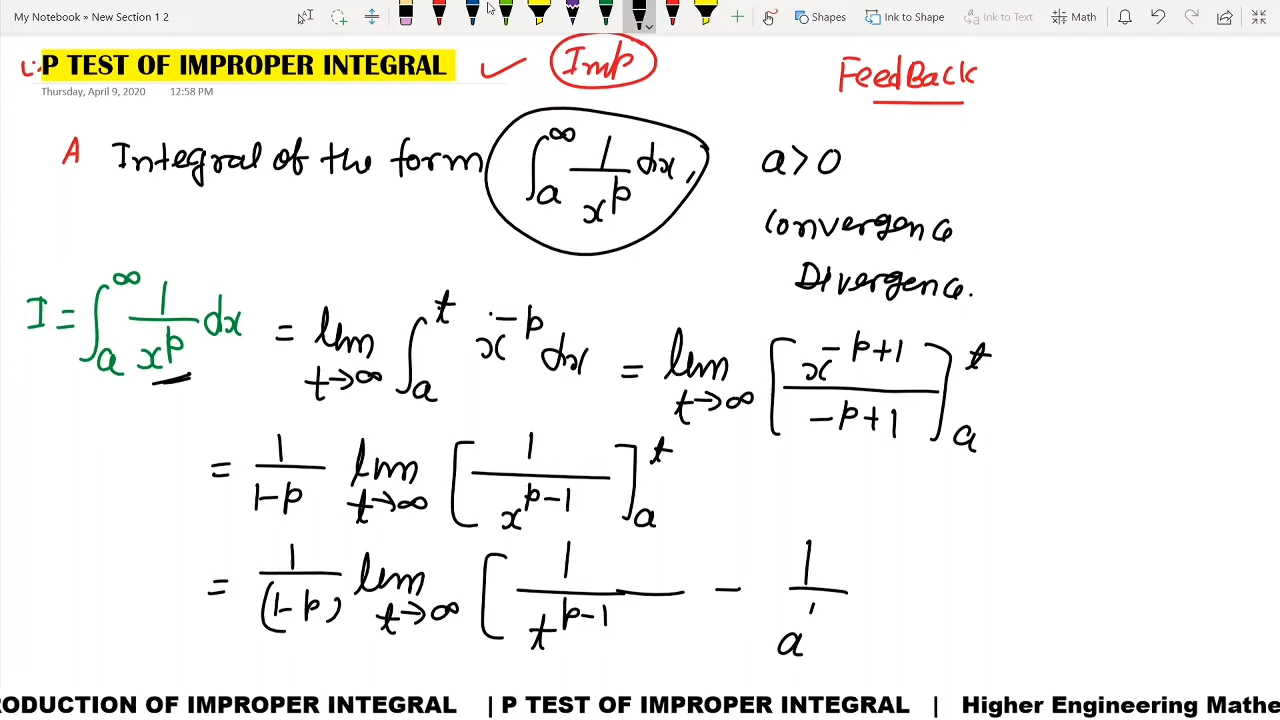 My Notebook » New Section 1 2
Shapes Ink to Shape Ink to Text Math
P TEST OF IMPROPER INTEGRAL ✓ Imp FeedBack
Thursday, April 9, 2020 12:58 PM
A Integral of the form ∫_a^∞ 1/x^p dx, a>0
Convergence
Divergence.
I = ∫_a^∞ 1/x^p dx = lim_{t→∞} ∫_a^t x^{-p} dx = lim_{t→∞} [x^{-p+1}/(-p+1)]_a^t
= 1/(1-p) lim_{t→∞} [1/x^{p-1}]_a^t
= 1/(1-p) lim_{t→∞} [1/t^{p-1} - 1/a
RODUCTION OF IMPROPER INTEGRAL | P TEST OF IMPROPER INTEGRAL | Higher Engineering Mathe